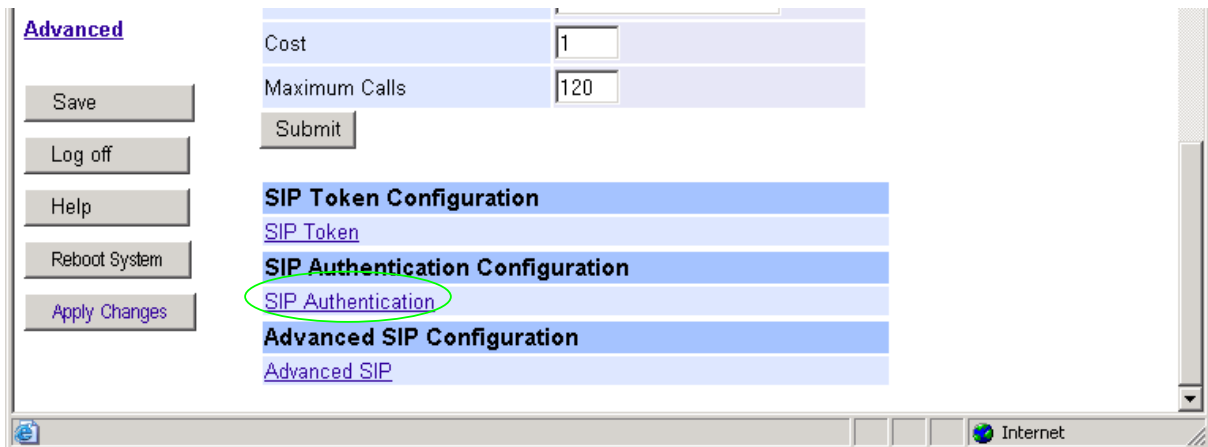 Advanced
Cost 1
Maximum Calls 120
Save
Submit
Log off
Help
Reboot System
Apply Changes
SIP Token Configuration
SIP Token
SIP Authentication Configuration
SIP Authentication
Advanced SIP Configuration
Advanced SIP
Internet